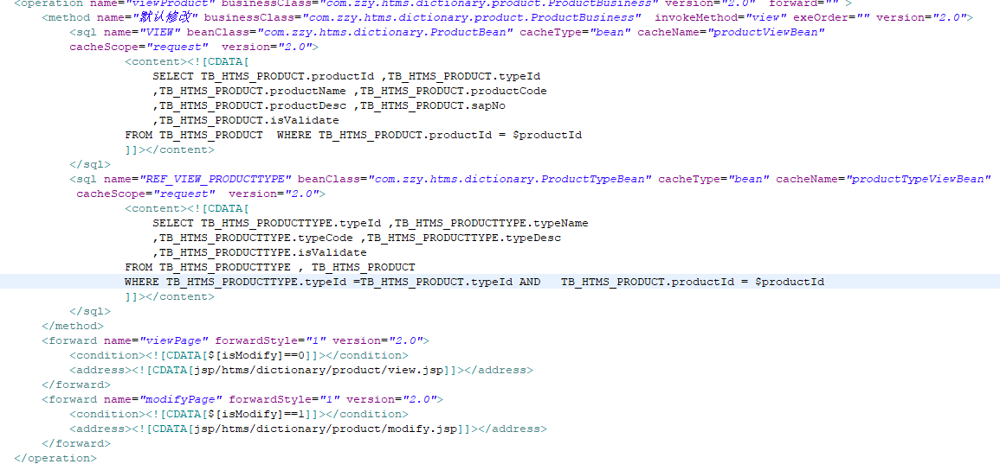 <operation name="viewProduct" businessClass="com.zzy.htms.dictionary.product.ProductBusiness" version="2.0"  forward="" >
<method name="默认修改" businessClass="com.zzy.htms.dictionary.product.ProductBusiness"  invokeMethod="view" exeOrder="" version="2.0">
<sql name="VIEW" beanClass="com.zzy.htms.dictionary.ProductBean" cacheType="bean" cacheName="productViewBean"
cacheScope="request"  version="2.0">
<content><![CDATA[
SELECT TB_HTMS_PRODUCT.productId ,TB_HTMS_PRODUCT.typeId
,TB_HTMS_PRODUCT.productName ,TB_HTMS_PRODUCT.productCode
,TB_HTMS_PRODUCT.productDesc ,TB_HTMS_PRODUCT.sapNo
,TB_HTMS_PRODUCT.isValidate
FROM TB_HTMS_PRODUCT  WHERE TB_HTMS_PRODUCT.productId = $productId
]]></content>
</sql>
<sql name="REF_VIEW_PRODUCTTYPE" beanClass="com.zzy.htms.dictionary.ProductTypeBean" cacheType="bean" cacheName="productTypeViewBean"
cacheScope="request"  version="2.0">
<content><![CDATA[
SELECT TB_HTMS_PRODUCTTYPE.typeId ,TB_HTMS_PRODUCTTYPE.typeName
,TB_HTMS_PRODUCTTYPE.typeCode ,TB_HTMS_PRODUCTTYPE.typeDesc
,TB_HTMS_PRODUCTTYPE.isValidate
FROM TB_HTMS_PRODUCTTYPE , TB_HTMS_PRODUCT
WHERE TB_HTMS_PRODUCTTYPE.typeId =TB_HTMS_PRODUCT.typeId AND   TB_HTMS_PRODUCT.productId = $productId
]]></content>
</sql>
</method>
<forward name="viewPage" forwardStyle="1" version="2.0">
<condition><![CDATA[$[isModify]==0]]></condition>
<address><![CDATA[jsp/htms/dictionary/product/view.jsp]]></address>
</forward>
<forward name="modifyPage" forwardStyle="1" version="2.0">
<condition><![CDATA[$[isModify]==1]]></condition>
<address><![CDATA[jsp/htms/dictionary/product/modify.jsp]]></address>
</forward>
</operation>